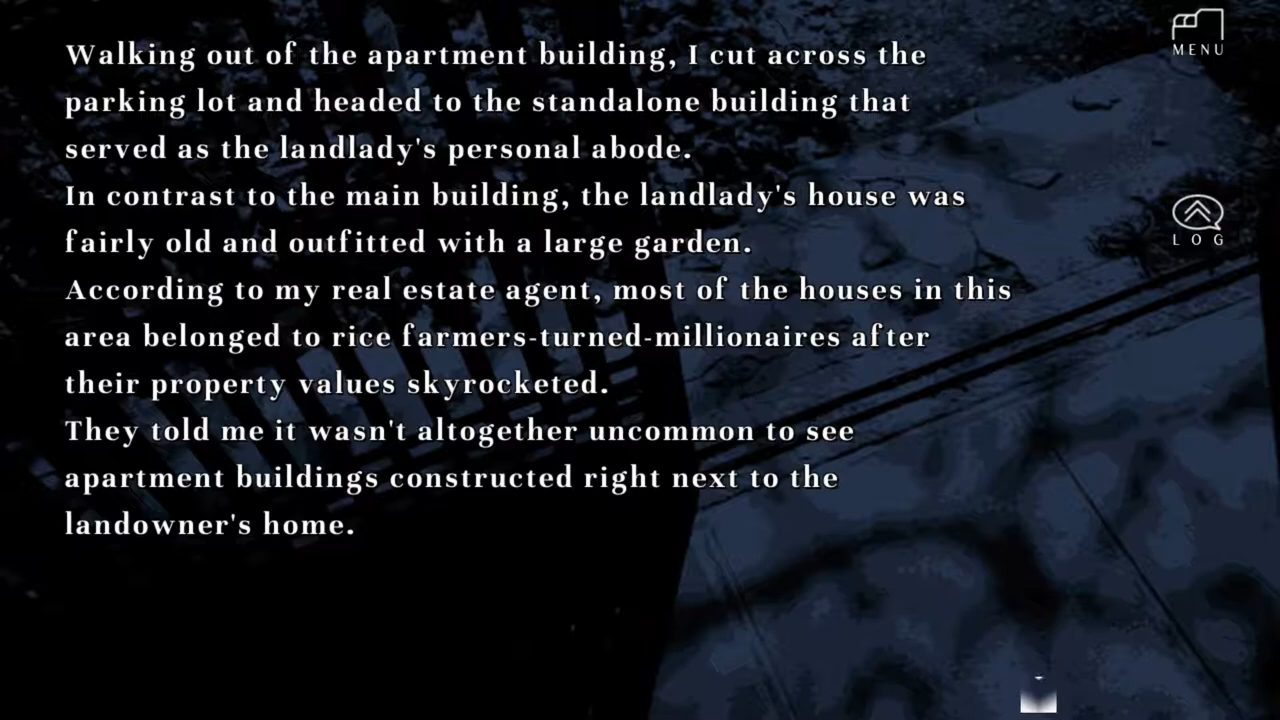 Walking out of the apartment building, I cut across the
parking lot and headed to the standalone building that
served as the landlady's personal abode.
In contrast to the main building, the landlady's house was
fairly old and outfitted with a large garden.
According to my real estate agent, most of the houses in this
area belonged to rice farmers-turned-millionaires after
their property values skyrocketed.
They told me it wasn't altogether uncommon to see
apartment buildings constructed right next to the
landowner's home.
MENU
LOG